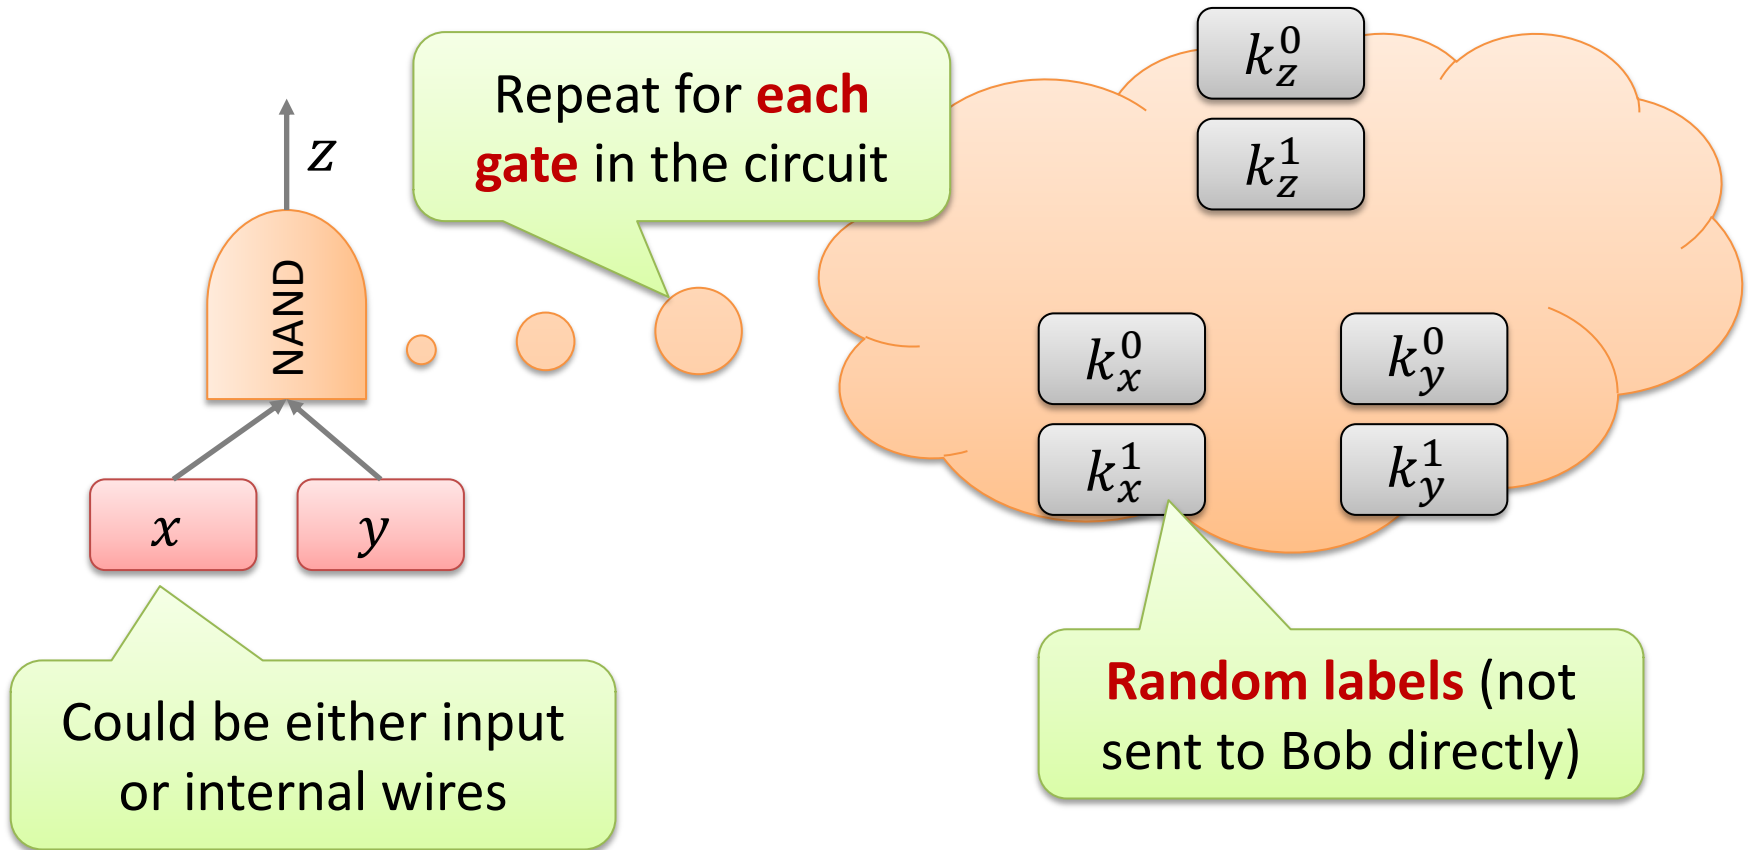 z
NAND
x
y
Could be either input
or internal wires
Repeat for each
gate in the circuit
k_z^0
k_z^1
k_x^0
k_y^0
k_x^1
k_y^1
Random labels (not
sent to Bob directly)